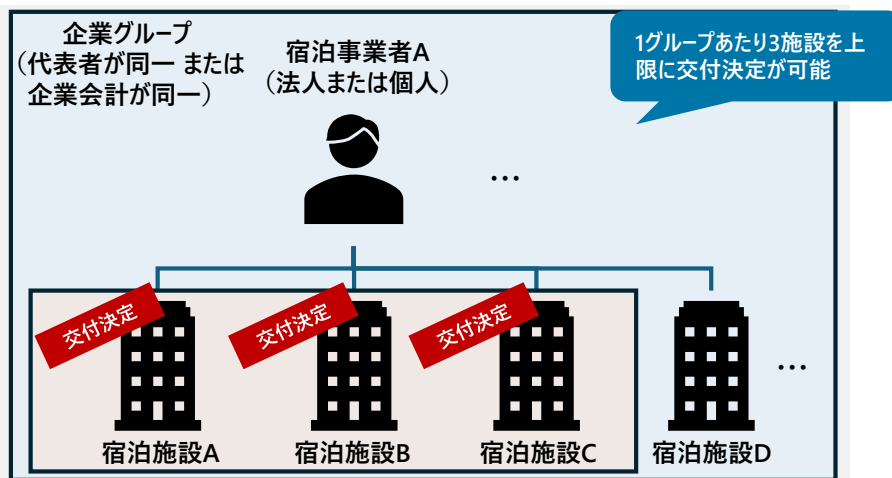 企業グループ
（代表者が同一 または
企業会計が同一）
宿泊事業者A
（法人または個人）
1グループあたり3施設を上
限に交付決定が可能
…
交付決定
交付決定
交付決定
…
宿泊施設A
宿泊施設B
宿泊施設C
宿泊施設D